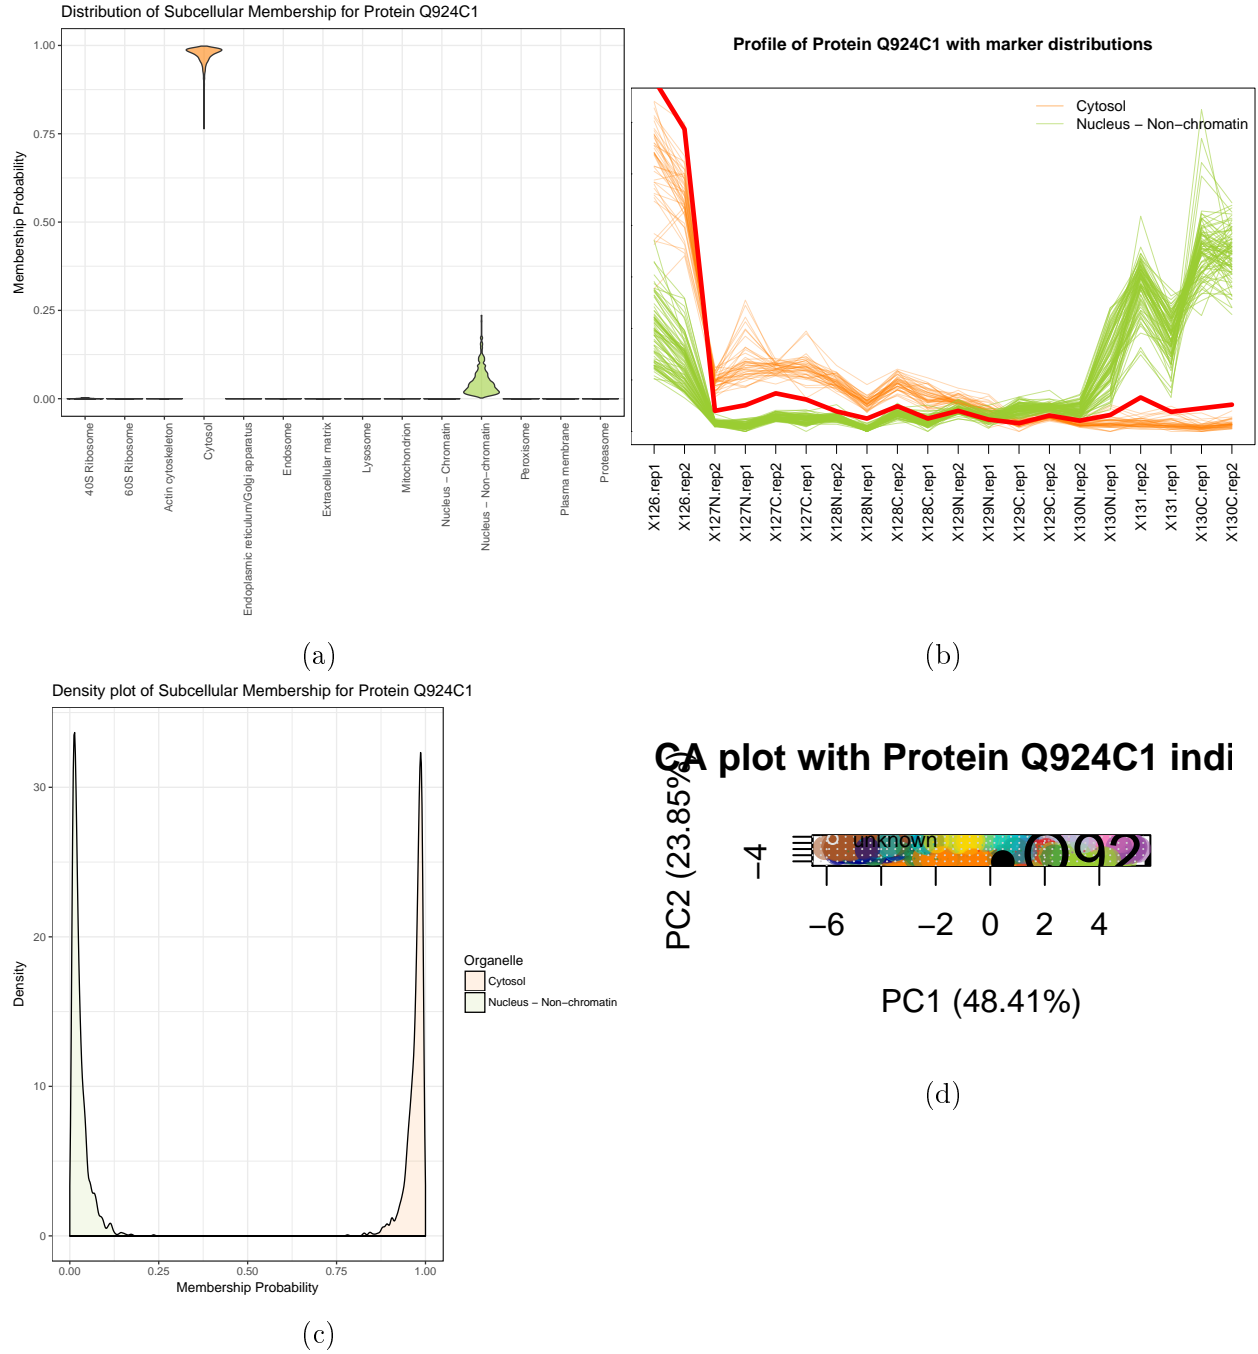 Distribution of Subcellular Membership for Protein Q924C1
Membership Probability
1.00
0.75
0.50
0.25
0.00
40S Ribosome
60S Ribosome
Actin cytoskeleton
Cytosol
Endoplasmic reticulum/Golgi apparatus
Endosome
Extracellular matrix
Lysosome
Mitochondrion
Nucleus − Chromatin
Nucleus − Non−chromatin
Peroxisome
Plasma membrane
Proteasome
(a)
Profile of Protein Q924C1 with marker distributions
Cytosol
Nucleus − Non−chromatin
X126.rep1
X126.rep2
X127N.rep2
X127N.rep1
X127C.rep2
X127C.rep1
X128N.rep2
X128N.rep1
X128C.rep2
X128C.rep1
X129N.rep2
X129N.rep1
X129C.rep1
X129C.rep2
X130N.rep2
X130N.rep1
X131.rep2
X131.rep1
X130C.rep1
X130C.rep2
(b)
Density plot of Subcellular Membership for Protein Q924C1
Density
30
20
10
0
0.00
0.25
0.50
0.75
1.00
Membership Probability
Organelle
Cytosol
Nucleus − Non−chromatin
(c)
CA plot with Protein Q924C1 indi
PC2 (23.85%)
−4
unknown
Q92
−6
−2
0
2
4
PC1 (48.41%)
(d)